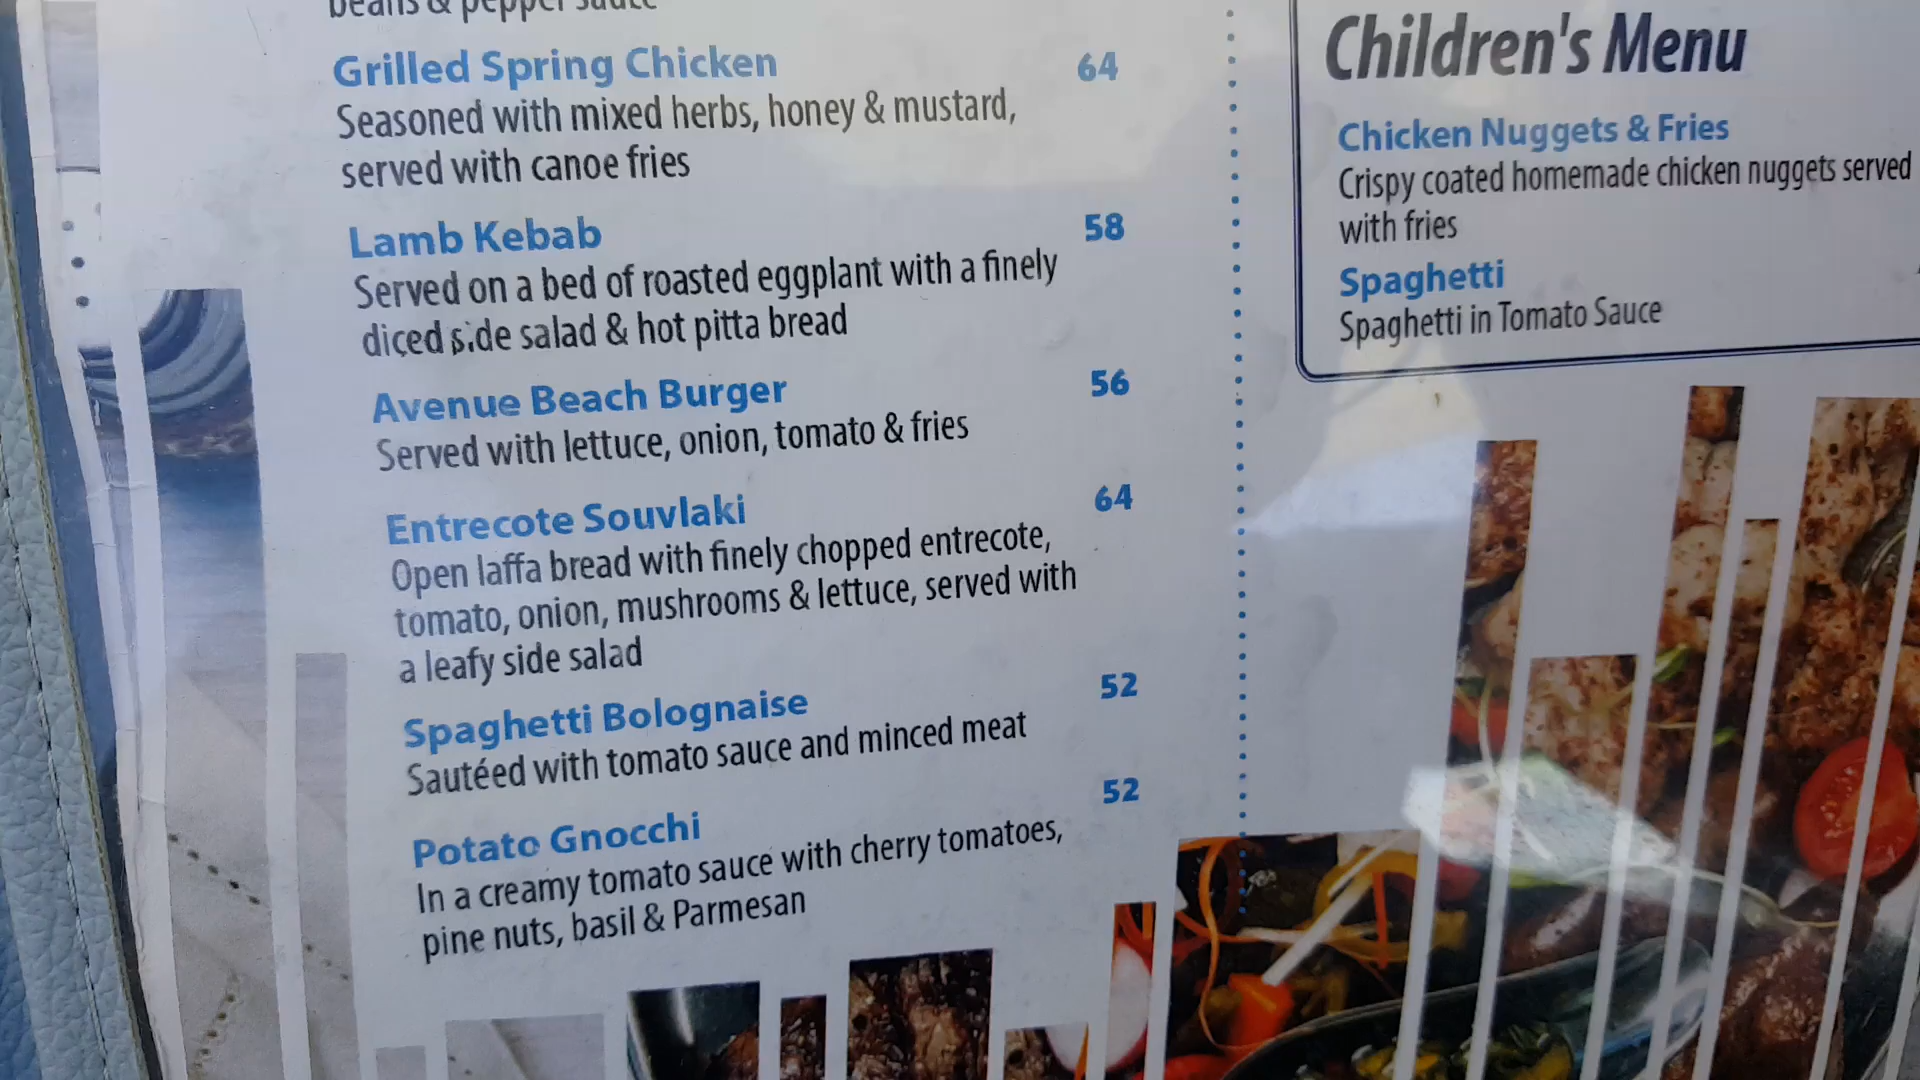 beans & pepper sauce
Grilled Spring Chicken 64
Seasoned with mixed herbs, honey & mustard,
served with canoe fries
Lamb Kebab 58
Served on a bed of roasted eggplant with a finely
diced side salad & hot pitta bread
Avenue Beach Burger 56
Served with lettuce, onion, tomato & fries
Entrecote Souvlaki 64
Open laffa bread with finely chopped entrecote,
tomato, onion, mushrooms & lettuce, served with
a leafy side salad
Spaghetti Bolognaise 52
Sautéed with tomato sauce and minced meat
Potato Gnocchi 52
In a creamy tomato sauce with cherry tomatoes,
pine nuts, basil & Parmesan
Children's Menu
Chicken Nuggets & Fries
Crispy coated homemade chicken nuggets served
with fries
Spaghetti
Spaghetti in Tomato Sauce